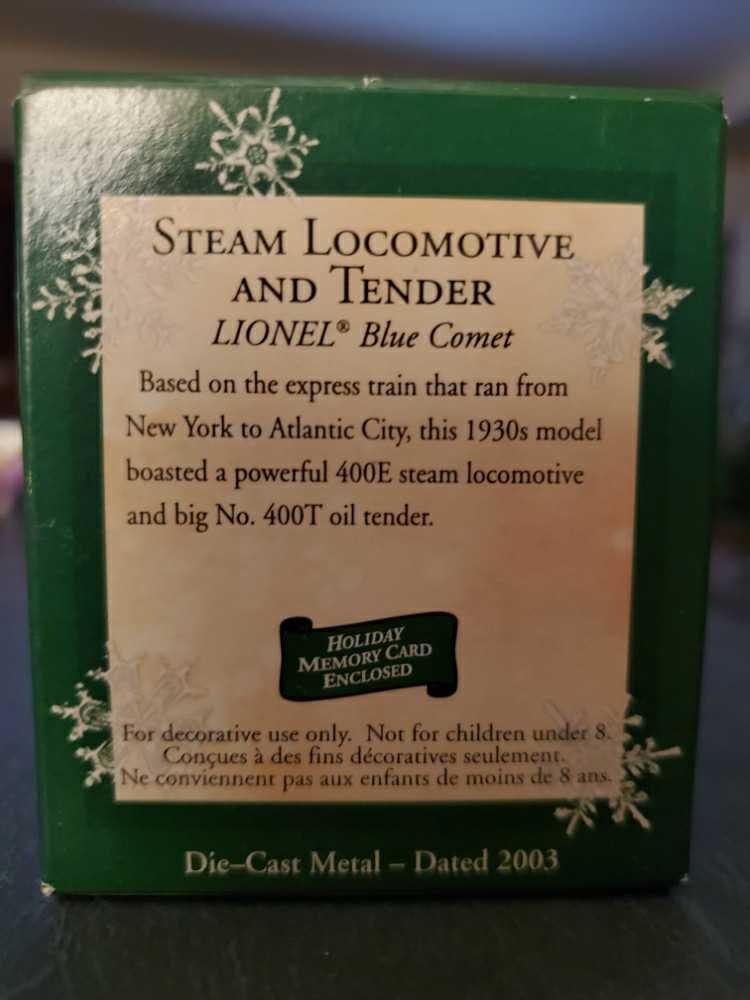 STEAM LOCOMOTIVE
AND TENDER
LIONEL® Blue Comet
Based on the express train that ran from
New York to Atlantic City, this 1930s model
boasted a powerful 400E steam locomotive
and big No. 400T oil tender.
HOLIDAY
MEMORY CARD
ENCLOSED
For decorative use only. Not for children under 8.
Conçues à des fins décoratives seulement.
Ne conviennent pas aux enfants de moins de 8 ans.
Die–Cast Metal – Dated 2003